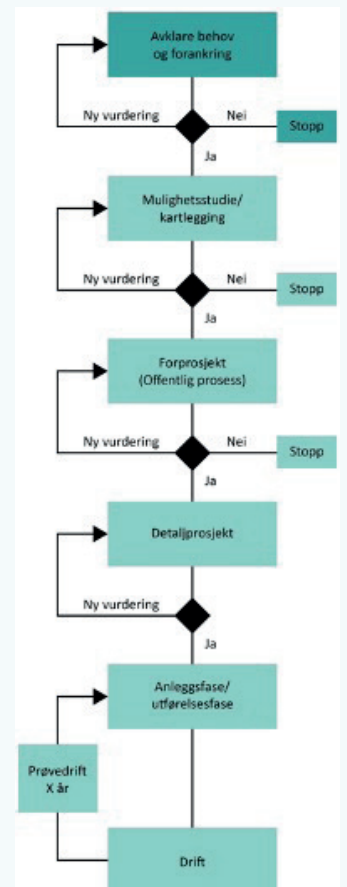 Avklare behov
og forankring
Ny vurdering
Nei
Stopp
Ja
Mulighetsstudie/
kartlegging
Ny vurdering
Nei
Stopp
Ja
Forprosjekt
(Offentlig prosess)
Ny vurdering
Nei
Stopp
Ja
Detaljprosjekt
Ny vurdering
Ja
Anleggsfase/
utførelsesfase
Prøvedrift
X år
Drift